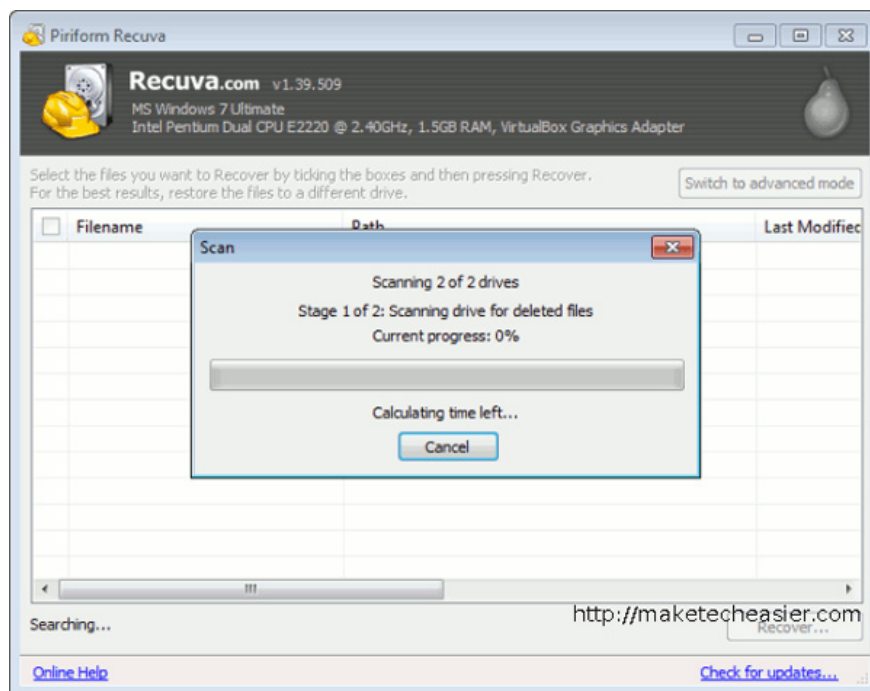 Piriform Recuva
Recuva.com v1.39.509
MS Windows 7 Ultimate
Intel Pentium Dual CPU E2220 @ 2.40GHz, 1.5GB RAM, VirtualBox Graphics Adapter
Select the files you want to Recover by ticking the boxes and then pressing Recover.
For the best results, restore the files to a different drive.
Switch to advanced mode
Filename Path Last Modified
Scan
Scanning 2 of 2 drives
Stage 1 of 2: Scanning drive for deleted files
Current progress: 0%
Calculating time left...
Cancel
http://maketecheasier.com
Searching...
Recover...
Online Help
Check for updates...